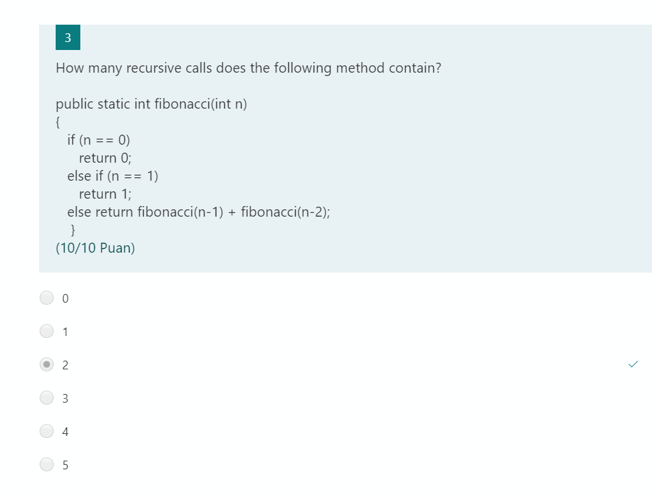 3
How many recursive calls does the following method contain?
public static int fibonacci(int n)
{
if (n == 0)
return 0;
else if (n == 1)
return 1;
else return fibonacci(n-1) + fibonacci(n-2);
}
(10/10 Puan)
0
1
2
3
4
5